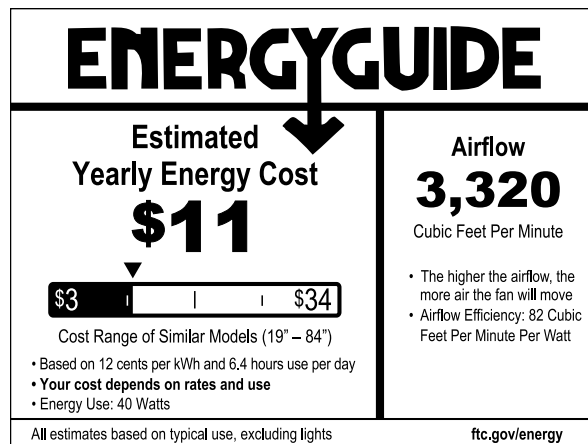 ENERGYGUIDE
Estimated
Yearly Energy Cost
$11
$3 $34
Cost Range of Similar Models (19” – 84”)
• Based on 12 cents per kWh and 6.4 hours use per day
• Your cost depends on rates and use
• Energy Use: 40 Watts
Airflow
3,320
Cubic Feet Per Minute
• The higher the airflow, the
more air the fan will move
• Airflow Efficiency: 82 Cubic
Feet Per Minute Per Watt
All estimates based on typical use, excluding lights
ftc.gov/energy